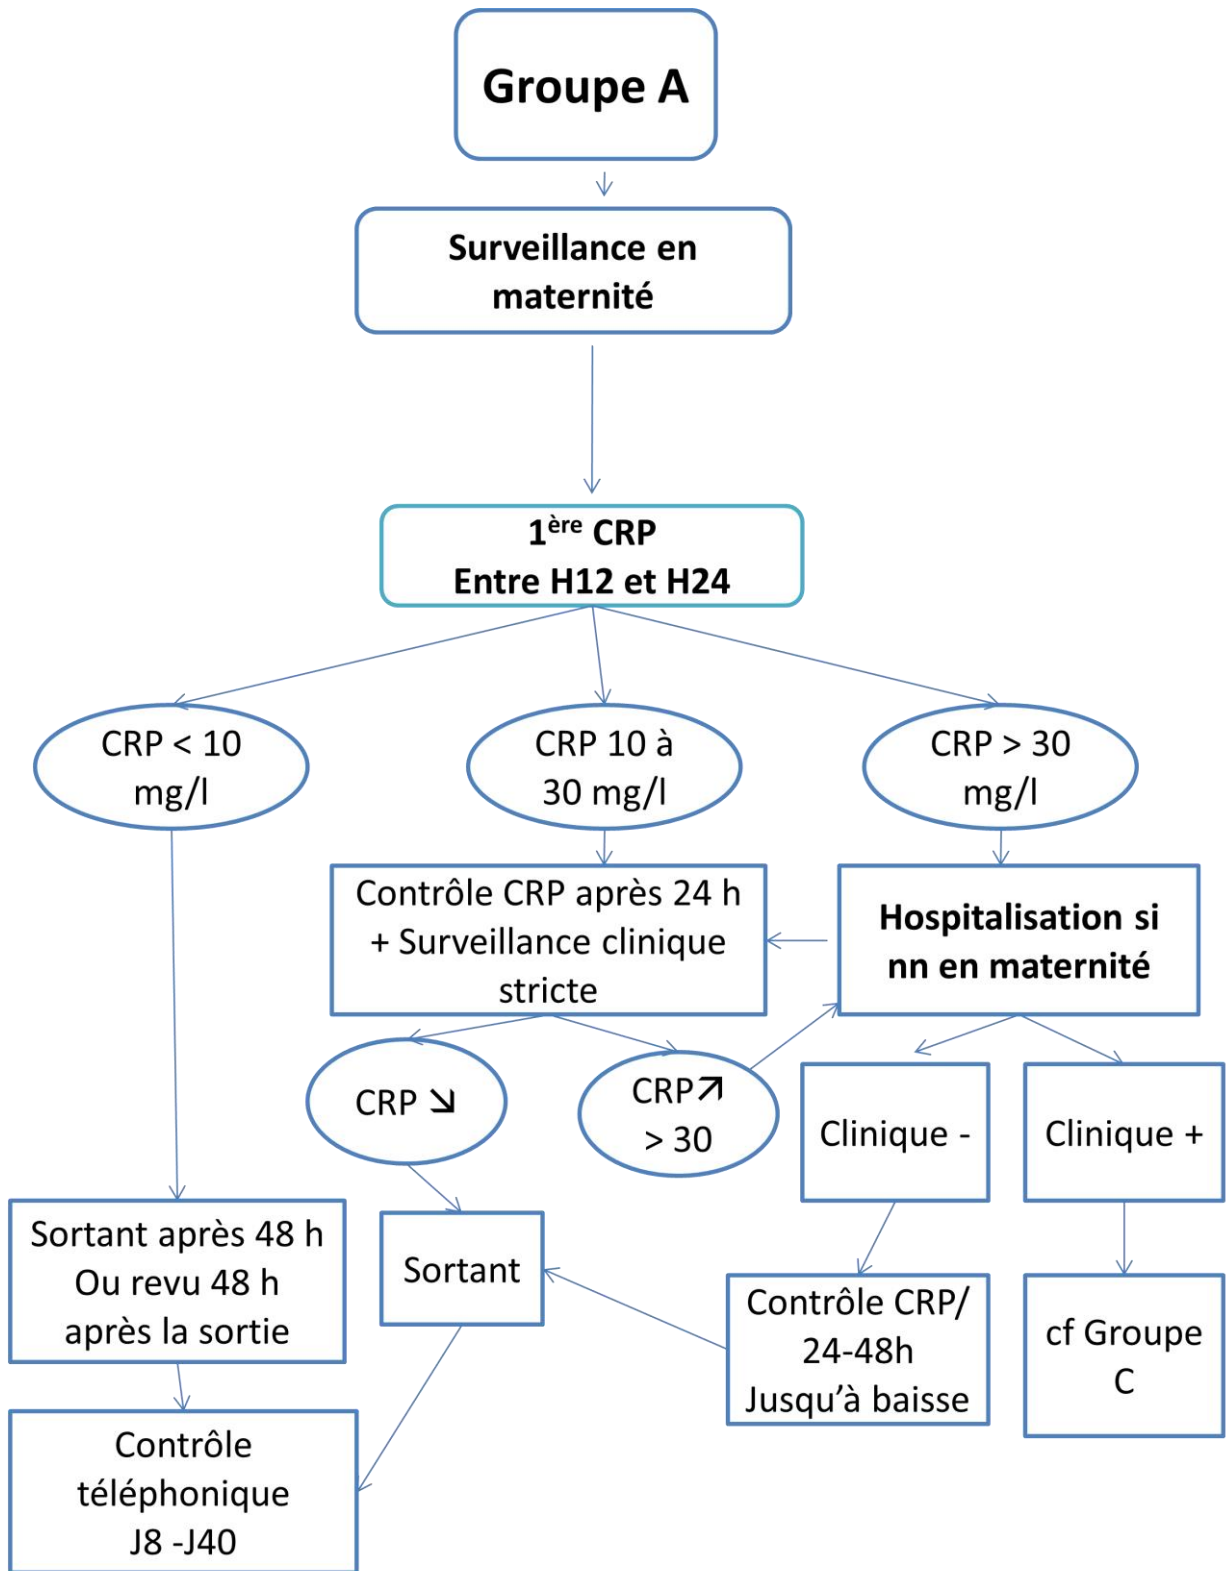 Groupe A
Surveillance en
maternité
1ère CRP
Entre H12 et H24
CRP < 10
mg/l
CRP 10 à
30 mg/l
CRP > 30
mg/l
Contrôle CRP après 24 h
+ Surveillance clinique
stricte
Hospitalisation si
nn en maternité
CRP ↘
CRP↗
> 30
Clinique -
Clinique +
Sortant après 48 h
Ou revu 48 h
après la sortie
Sortant
Contrôle CRP/
24-48h
Jusqu’à baisse
cf Groupe
C
Contrôle
téléphonique
J8 -J40